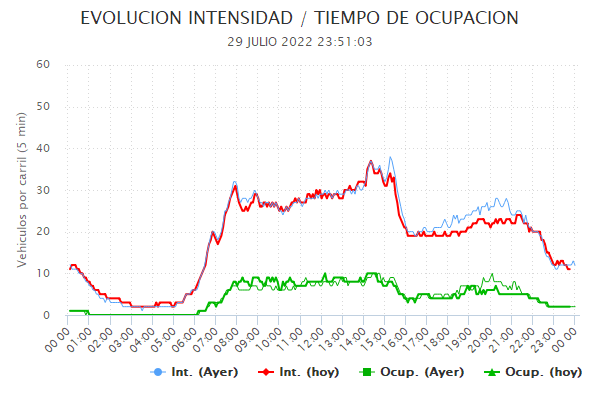 EVOLUCION INTENSIDAD / TIEMPO DE OCUPACION
29 JULIO 2022 23:51:03
Vehiculos por carril (5 min)
60
50
40
30
20
10
0
00:00 01:00 02:00 03:00 04:00 05:00 06:00 07:00 08:00 09:00 10:00 11:00 12:00 13:00 14:00 15:00 16:00 17:00 18:00 19:00 20:00 21:00 22:00 23:00 00:00
Int. (Ayer) Int. (hoy) Ocup. (Ayer) Ocup. (hoy)